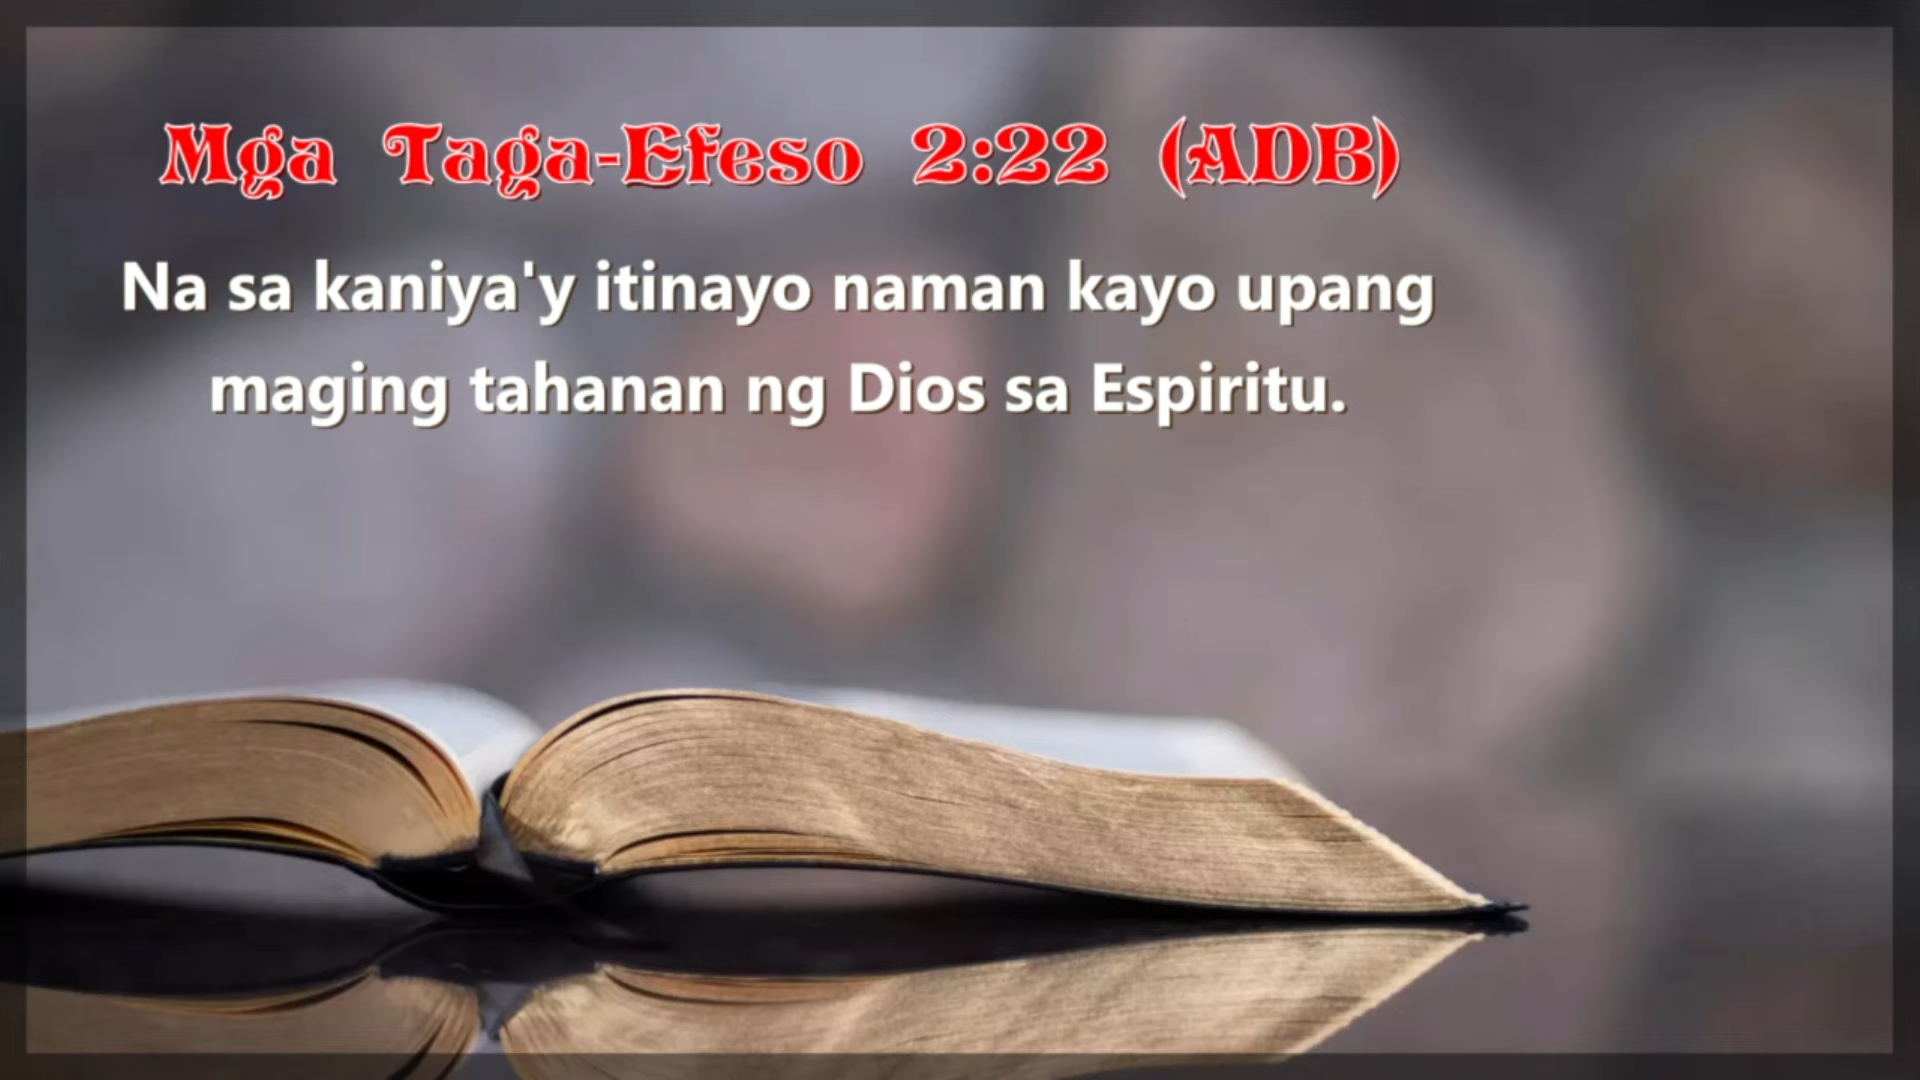 Mga Taga-Efeso 2:22 (ADB)
Na sa kaniya'y itinayo naman kayo upang
maging tahanan ng Dios sa Espiritu.